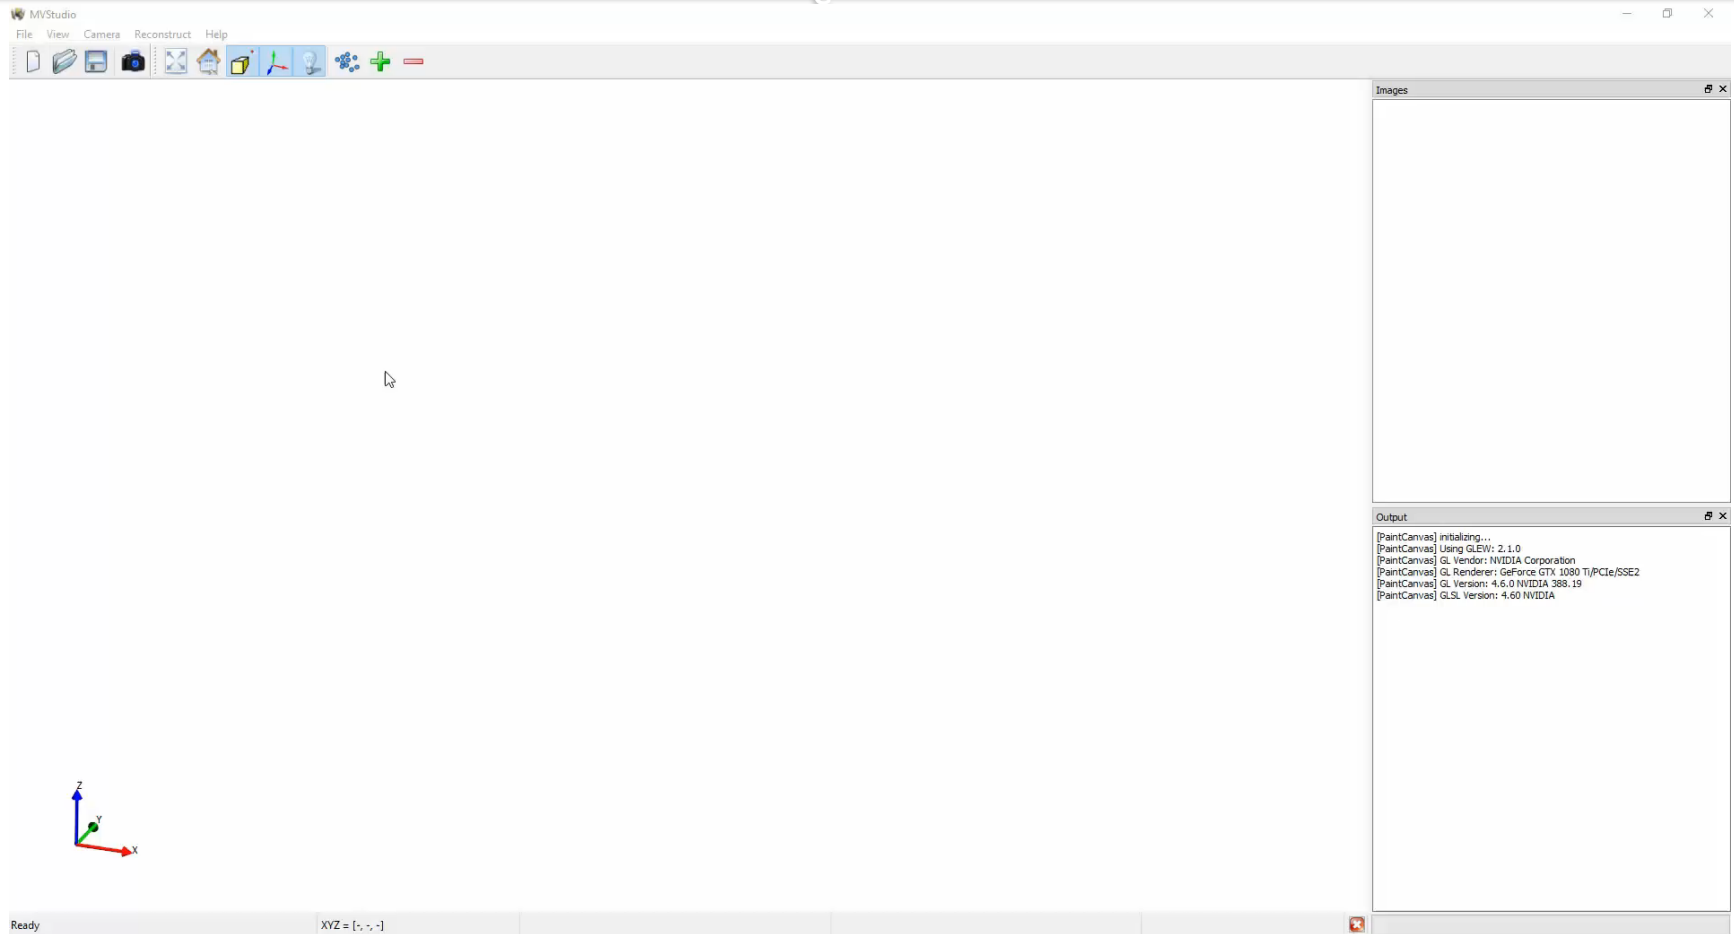 MVStudio
File View Camera Reconstruct Help
Images
Output
[PaintCanvas] initializing...
[PaintCanvas] Using GLEW: 2.1.0
[PaintCanvas] GL Vendor: NVIDIA Corporation
[PaintCanvas] GL Renderer: GeForce GTX 1080 Ti/PCIe/SSE2
[PaintCanvas] GL Version: 4.6.0 NVIDIA 388.19
[PaintCanvas] GLSL Version: 4.60 NVIDIA
Z
Y
X
Ready XYZ = [-, -, -]